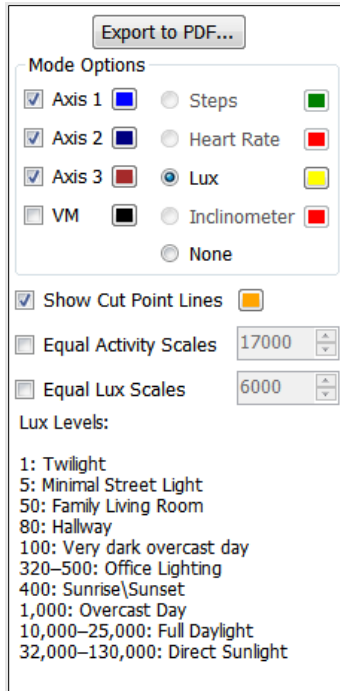 Export to PDF...
Mode Options
Axis 1 Steps
Axis 2 Heart Rate
Axis 3 Lux
VM Inclinometer
None
Show Cut Point Lines
Equal Activity Scales 17000
Equal Lux Scales 6000
Lux Levels:
1: Twilight
5: Minimal Street Light
50: Family Living Room
80: Hallway
100: Very dark overcast day
320–500: Office Lighting
400: Sunrise\Sunset
1,000: Overcast Day
10,000–25,000: Full Daylight
32,000–130,000: Direct Sunlight